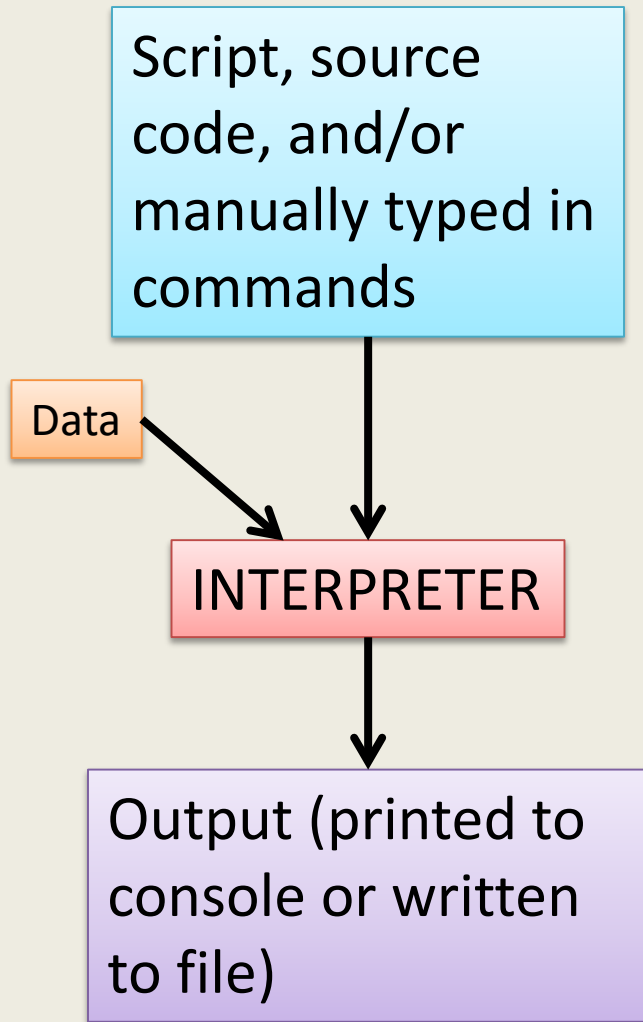 Script, source
code, and/or
manually typed in
commands
Data
INTERPRETER
Output (printed to
console or written
to file)